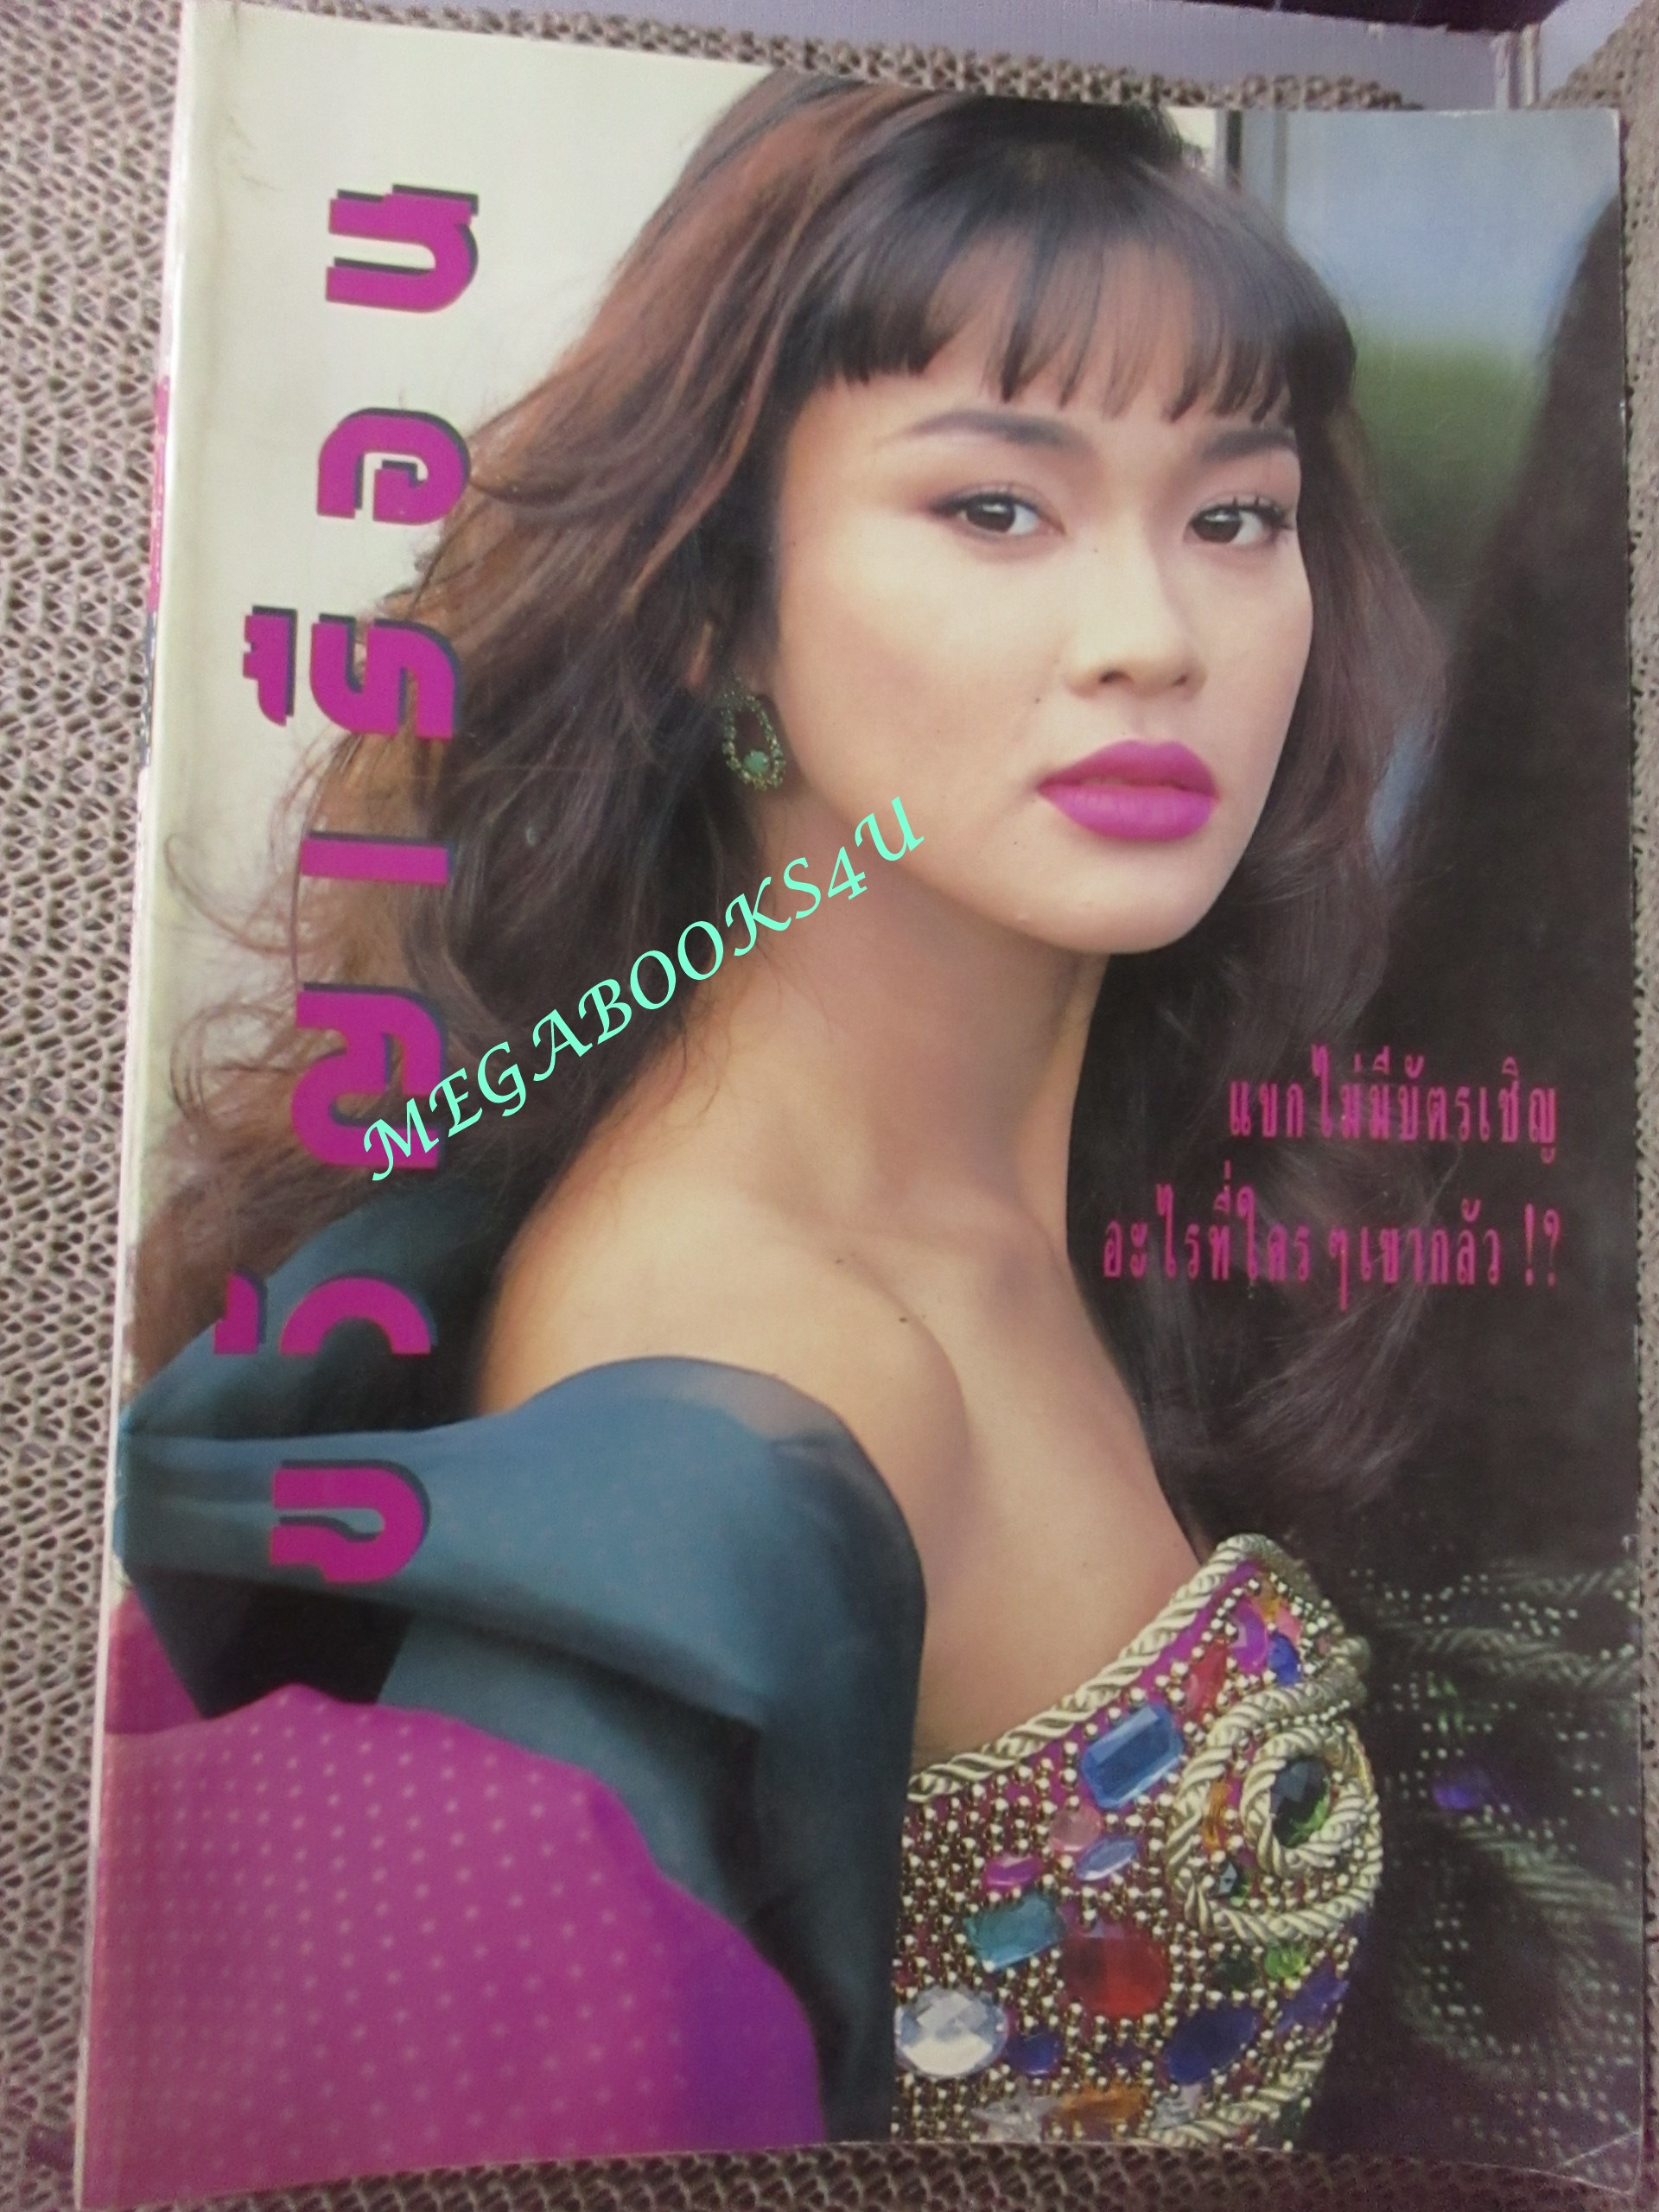 ขวัญเรือน
MEGABOOKS4U
แขกไม่มีบัตรเชิญ
อะไรที่ใครๆเขากลัว!?